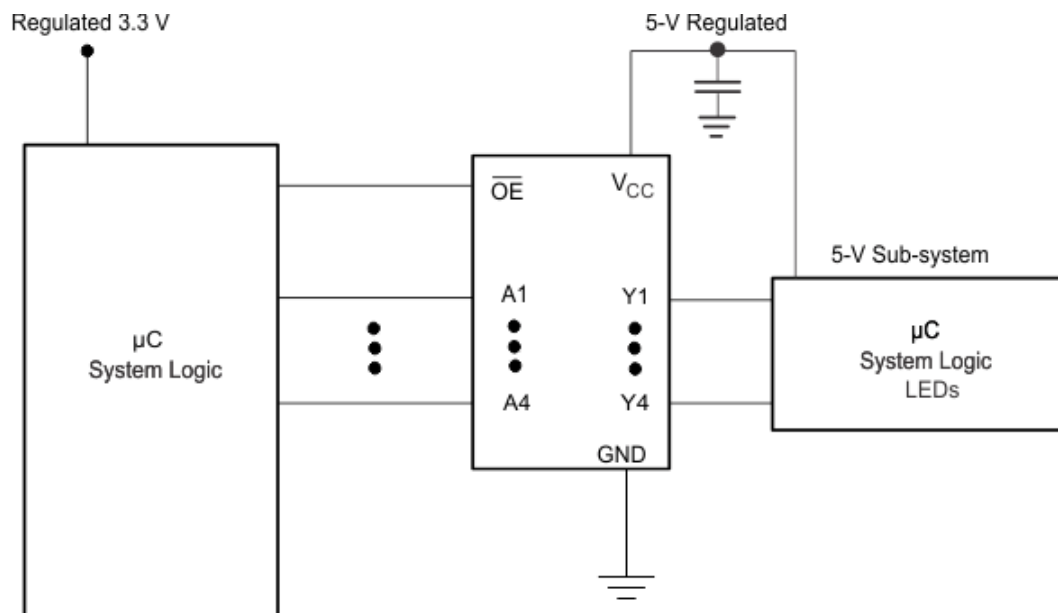 Regulated 3.3 V
5-V Regulated
OE
VCC
5-V Sub-system
A1
Y1
µC
System Logic
µC
System Logic
LEDs
A4
Y4
GND